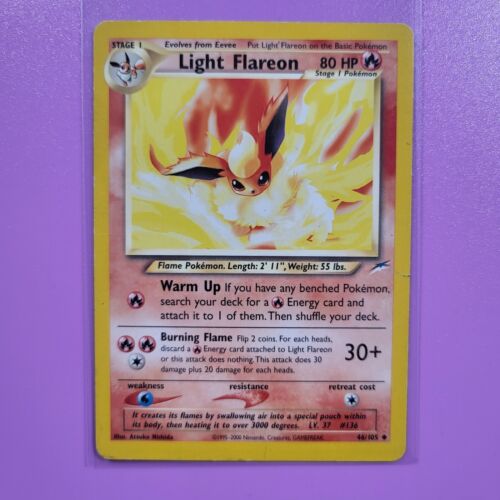 STAGE 1 Evolves from Eevee Put Light Flareon on the Basic Pokémon
Light Flareon 80 HP
Stage 1 Pokémon
Flame Pokémon. Length: 2' 11", Weight: 55 lbs.
Warm Up If you have any benched Pokémon,
search your deck for a Energy card and
attach it to 1 of them. Then shuffle your deck.
Burning Flame Flip 2 coins. For each heads,
discard a Energy card attached to Light Flareon
or this attack does nothing. This attack does 30
damage plus 20 damage for each heads.
30+
weakness resistance retreat cost
It creates its flames by swallowing air into a special pouch within
its body, then heating it to over 3000 degrees. LV. 37 #136
Illus. Atsuko Nishida ©1995-2000 Nintendo, Creatures, GAMEFREAK. 46/105